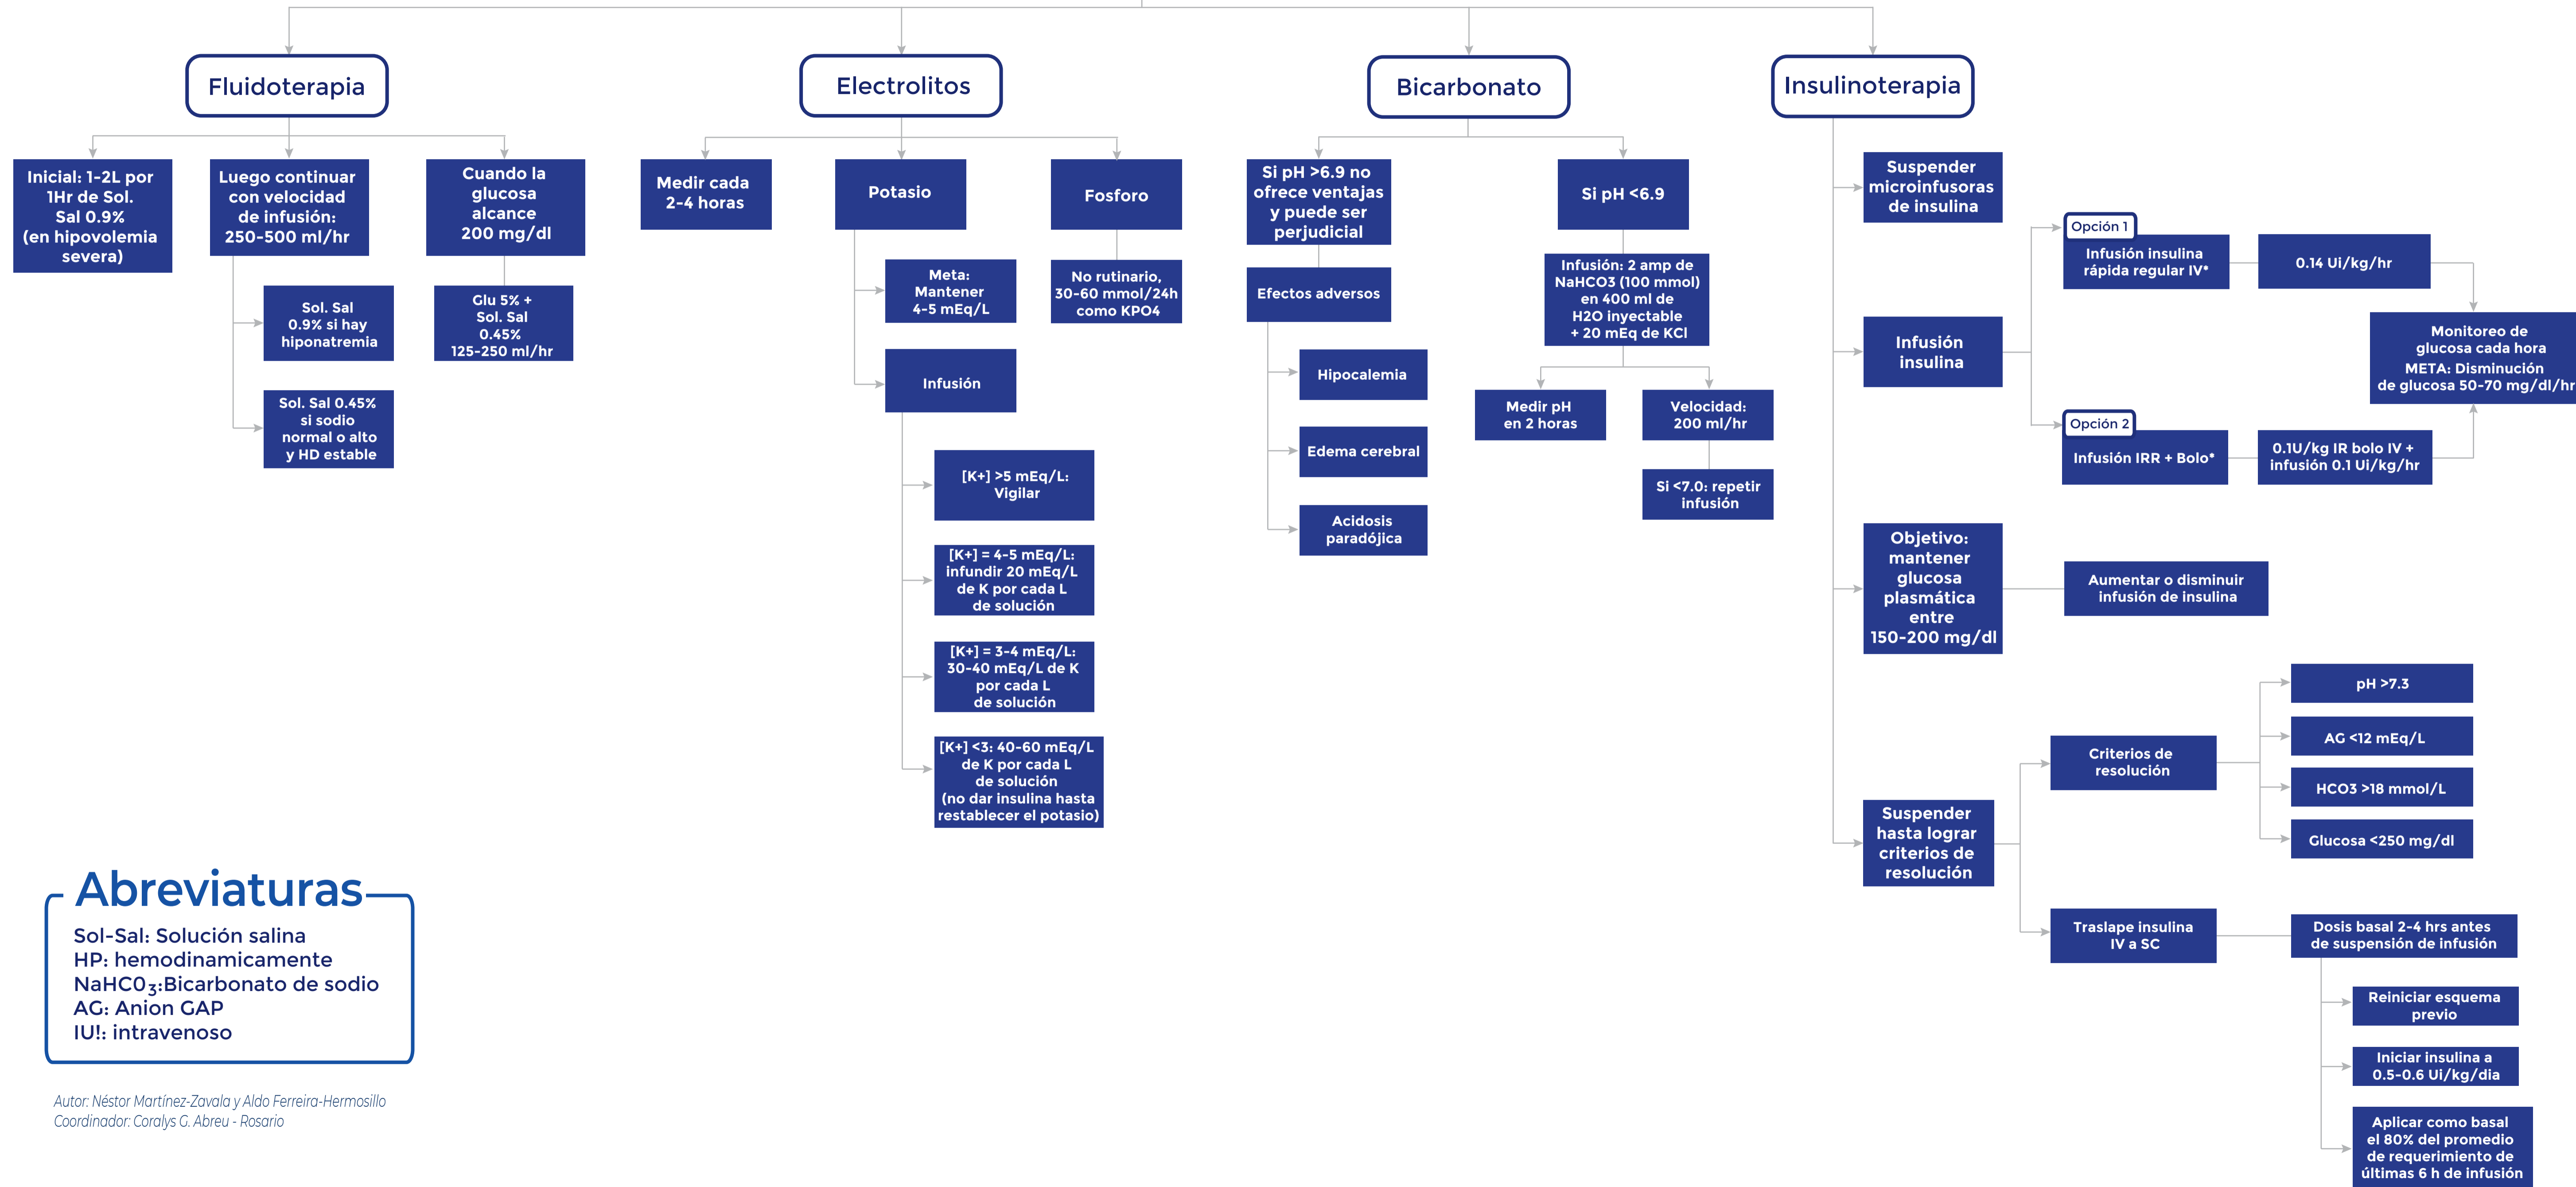 Fluidoterapia
Inicial: 1-2L por
1Hr de Sol.
Sal 0.9%
(en hipovolemia
severa)
Luego continuar
con velocidad
de infusión:
250-500 ml/hr
Sol. Sal
0.9% si hay
hiponatremia
Sol. Sal 0.45%
si sodio
normal o alto
y HD estable
Cuando la
glucosa
alcance
200 mg/dl
Glu 5% +
Sol. Sal
0.45%
125-250 ml/hr
Electrolitos
Medir cada
2-4 horas
Potasio
Meta:
Mantener
4-5 mEq/L
Infusión
[K+] >5 mEq/L:
Vigilar
[K+] = 4-5 mEq/L:
infundir 20 mEq/L
de K por cada L
de solución
[K+] = 3-4 mEq/L:
30-40 mEq/L de K
por cada L
de solución
[K+] <3: 40-60 mEq/L
de K por cada L
de solución
(no dar insulina hasta
restablecer el potasio)
Fosforo
No rutinario,
30-60 mmol/24h
como KPO4
Bicarbonato
Si pH >6.9 no
ofrece ventajas
y puede ser
perjudicial
Efectos adversos
Hipocalemia
Edema cerebral
Acidosis
paradójica
Si pH <6.9
Infusión: 2 amp de
NaHCO3 (100 mmol)
en 400 ml de
H2O inyectable
+ 20 mEq de KCl
Medir pH
en 2 horas
Velocidad:
200 ml/hr
Si <7.0: repetir
infusión
Insulinoterapia
Suspender
microinfusoras
de insulina
Infusión
insulina
Opción 1
Infusión insulina
rápida regular IV*
0.14 Ui/kg/hr
Opción 2
Infusión IRR + Bolo*
0.1U/kg IR bolo IV +
infusión 0.1 Ui/kg/hr
Monitoreo de
glucosa cada hora
META: Disminución
de glucosa 50-70 mg/dl/hr
Objetivo:
mantener
glucosa
plasmática
entre
150-200 mg/dl
Aumentar o disminuir
infusión de insulina
Suspender
hasta lograr
criterios de
resolución
Criterios de
resolución
pH >7.3
AG <12 mEq/L
HCO3 >18 mmol/L
Glucosa <250 mg/dl
Traslape insulina
IV a SC
Dosis basal 2-4 hrs antes
de suspensión de infusión
Reiniciar esquema
previo
Iniciar insulina a
0.5-0.6 Ui/kg/dia
Aplicar como basal
el 80% del promedio
de requerimiento de
últimas 6 h de infusión
Abreviaturas
Sol-Sal: Solución salina
HP: hemodinamicamente
NaHC0₃:Bicarbonato de sodio
AG: Anion GAP
IU!: intravenoso
Autor: Néstor Martínez-Zavala y Aldo Ferreira-Hermosillo
Coordinador: Coralys G. Abreu - Rosario